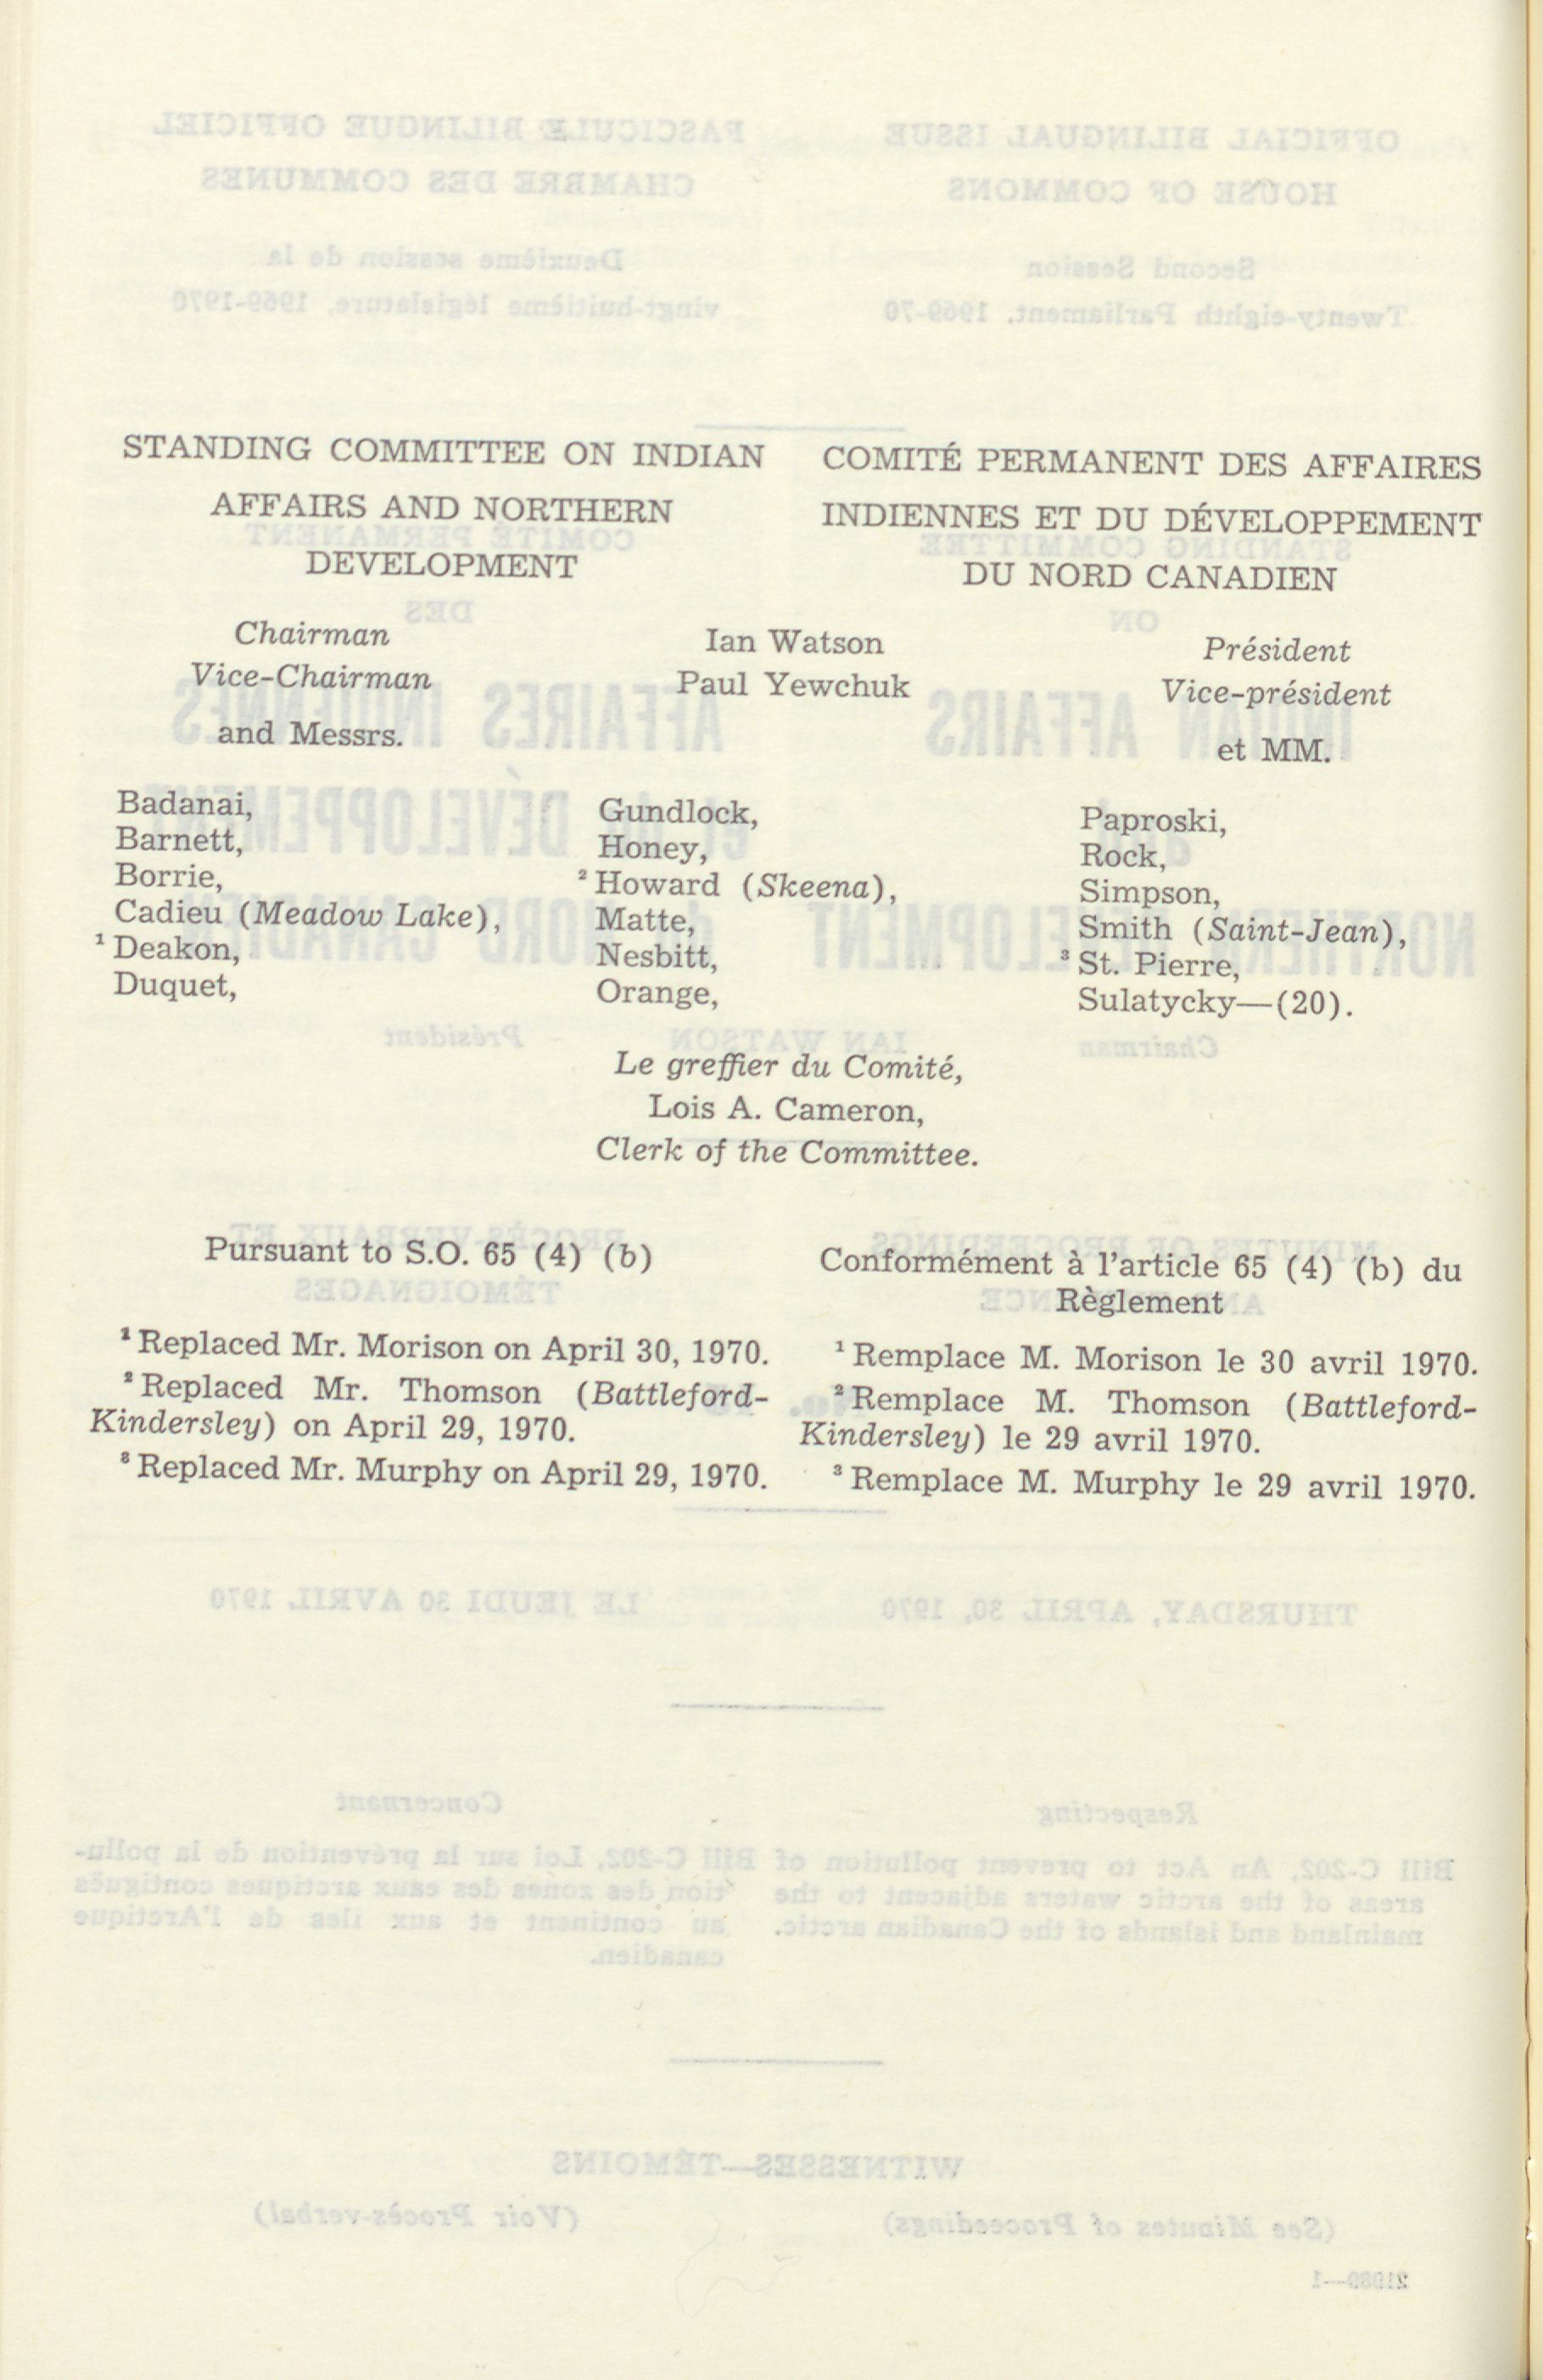 STANDING COMMITTEE ON INDIAN
AFFAIRS AND NORTHERN
DEVELOPMENT
COMITÉ PERMANENT DES AFFAIRES
INDIENNES ET DU DÉVELOPPEMENT
DU NORD CANADIEN
Chairman Ian Watson Président
Vice-Chairman Paul Yewchuk Vice-président
and Messrs. et MM.
Badanai,
Barnett,
Borrie,
Cadieu (Meadow Lake),
¹ Deakon,
Duquet,
Gundlock,
Honey,
² Howard (Skeena),
Matte,
Nesbitt,
Orange,
Paproski,
Rock,
Simpson,
Smith (Saint-Jean),
³ St. Pierre,
Sulatycky—(20).
Le greffier du Comité,
Lois A. Cameron,
Clerk of the Committee.
Pursuant to S.O. 65 (4) (b)
¹ Replaced Mr. Morison on April 30, 1970.
² Replaced Mr. Thomson (Battleford-
Kindersley) on April 29, 1970.
³ Replaced Mr. Murphy on April 29, 1970.
Conformément à l'article 65 (4) (b) du
Règlement
¹ Remplace M. Morison le 30 avril 1970.
² Remplace M. Thomson (Battleford-
Kindersley) le 29 avril 1970.
³ Remplace M. Murphy le 29 avril 1970.